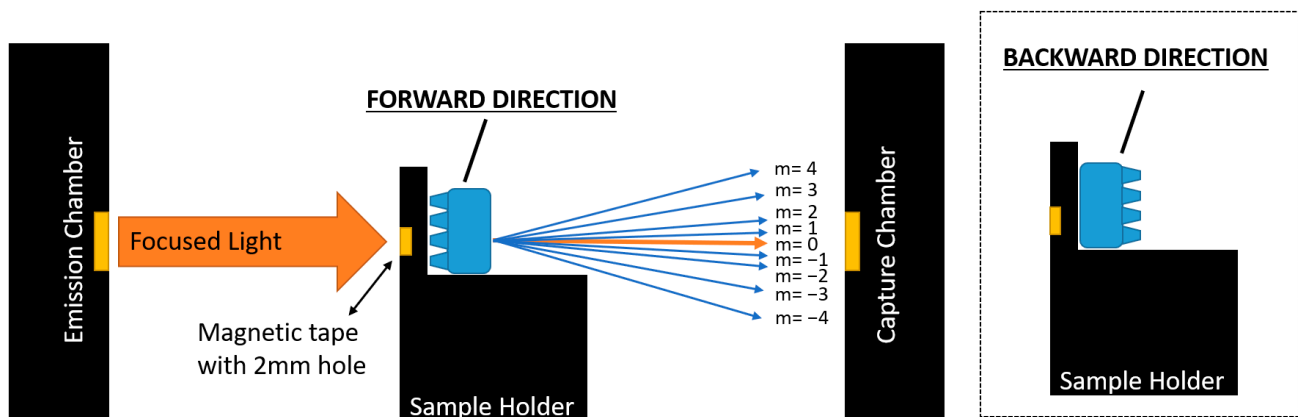 Emission Chamber
Focused Light
FORWARD DIRECTION
Magnetic tape
with 2mm hole
Sample Holder
m= 4
m= 3
m= 2
m= 1
m= 0
m= −1
m= −2
m= −3
m= −4
Capture Chamber
BACKWARD DIRECTION
Sample Holder